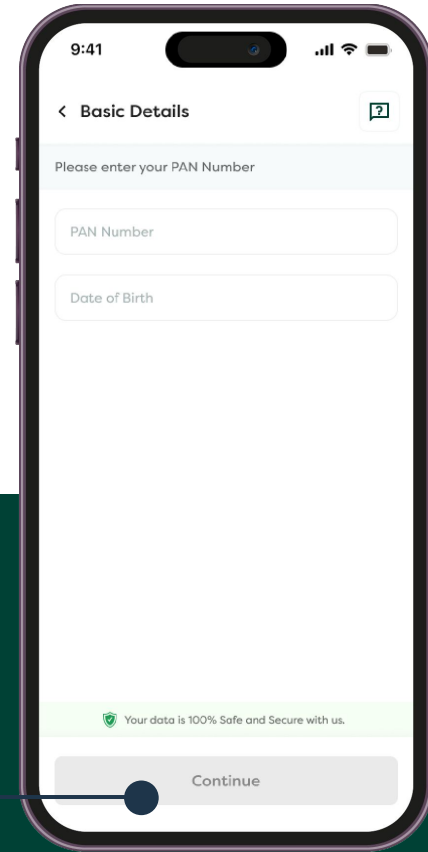 9:41
Basic Details
Please enter your PAN Number
PAN Number
Date of Birth
Your data is 100% Safe and Secure with us.
Continue